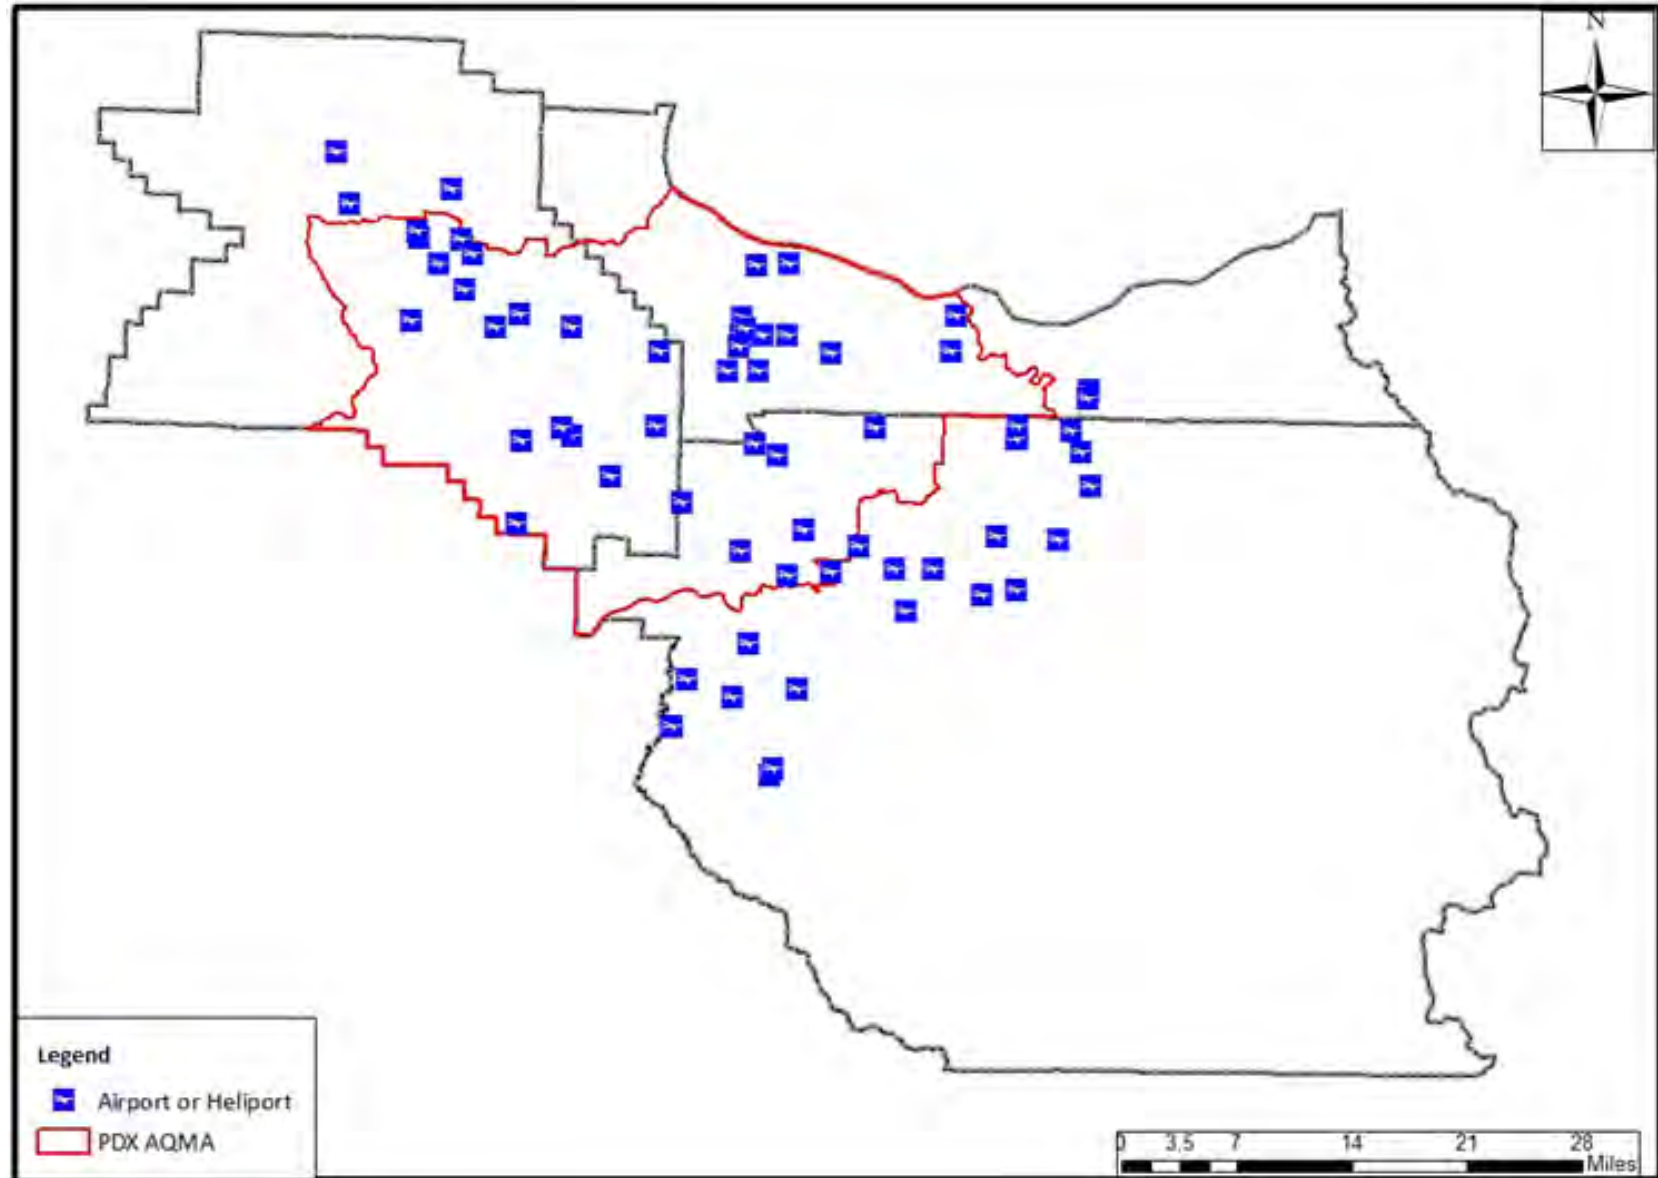 N
Legend
Airport or Heliport
PDX AQMA
0 3.5 7 14 21 28
Miles